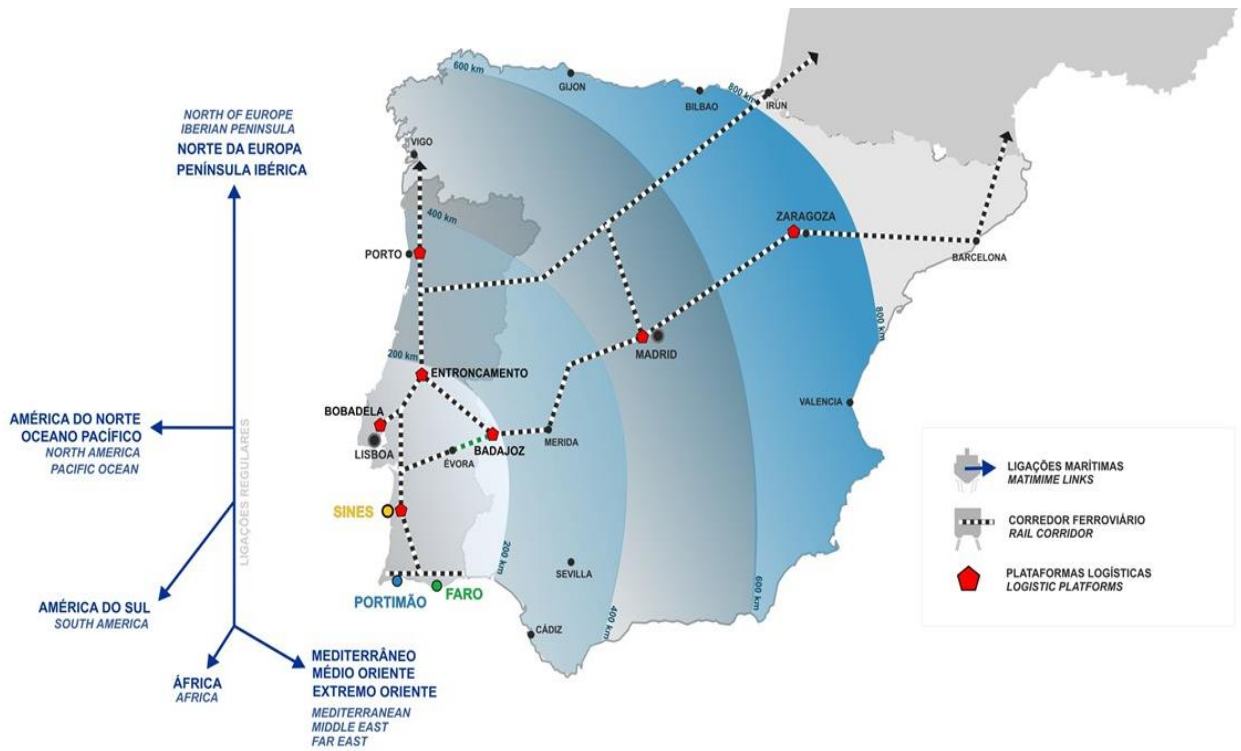 NORTH OF EUROPE
IBERIAN PENINSULA
NORTE DA EUROPA
PENÍNSULA IBÉRICA
AMÉRICA DO NORTE
OCEANO PACÍFICO
NORTH AMERICA
PACIFIC OCEAN
LIGAÇÕES REGULARES
AMÉRICA DO SUL
SOUTH AMERICA
ÁFRICA
AFRICA
MEDITERRÂNEO
MÉDIO ORIENTE
EXTREMO ORIENTE
MEDITERRANEAN
MIDDLE EAST
FAR EAST
600 km
GIJON
BILBAO
800 km
IRÚN
VIGO
400 km
PORTO
ZARAGOZA
BARCELONA
800 km
MADRID
200 km
ENTRONCAMENTO
BOBADELA
LISBOA
ÉVORA
BADAJOZ
MERIDA
VALENCIA
SINES
200 km
SEVILLA
600 km
PORTIMÃO
FARO
400 km
CÁDIZ
LIGAÇÕES MARÍTIMAS
MATIMIME LINKS
CORREDOR FERROVIÁRIO
RAIL CORRIDOR
PLATAFORMAS LOGÍSTICAS
LOGISTIC PLATFORMS